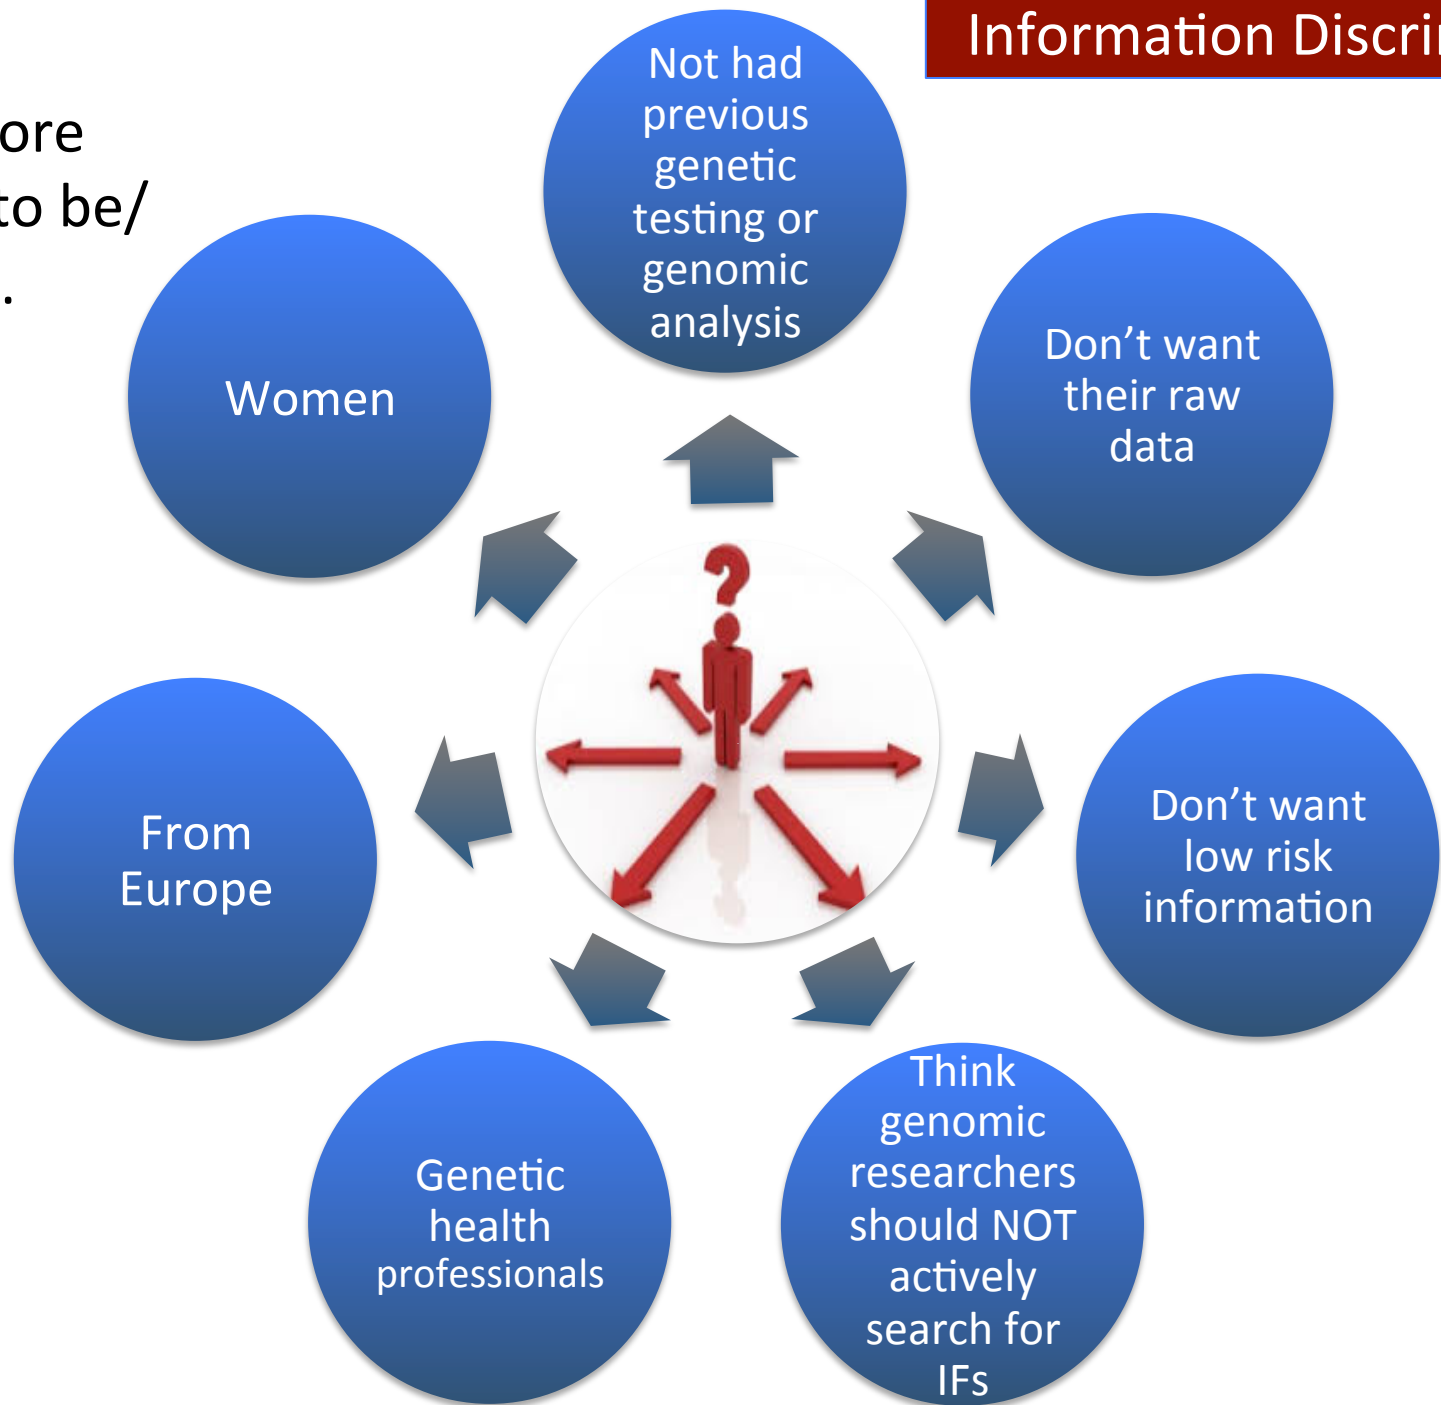 Information
ore
to be/
.
Not had
previous
genetic
testing or
genomic
analysis
Women
Don't want
their raw
data
?
From
Europe
Don't want
low risk
information
Genetic
health
professionals
Think
genomic
researchers
should NOT
actively
search for
IFs